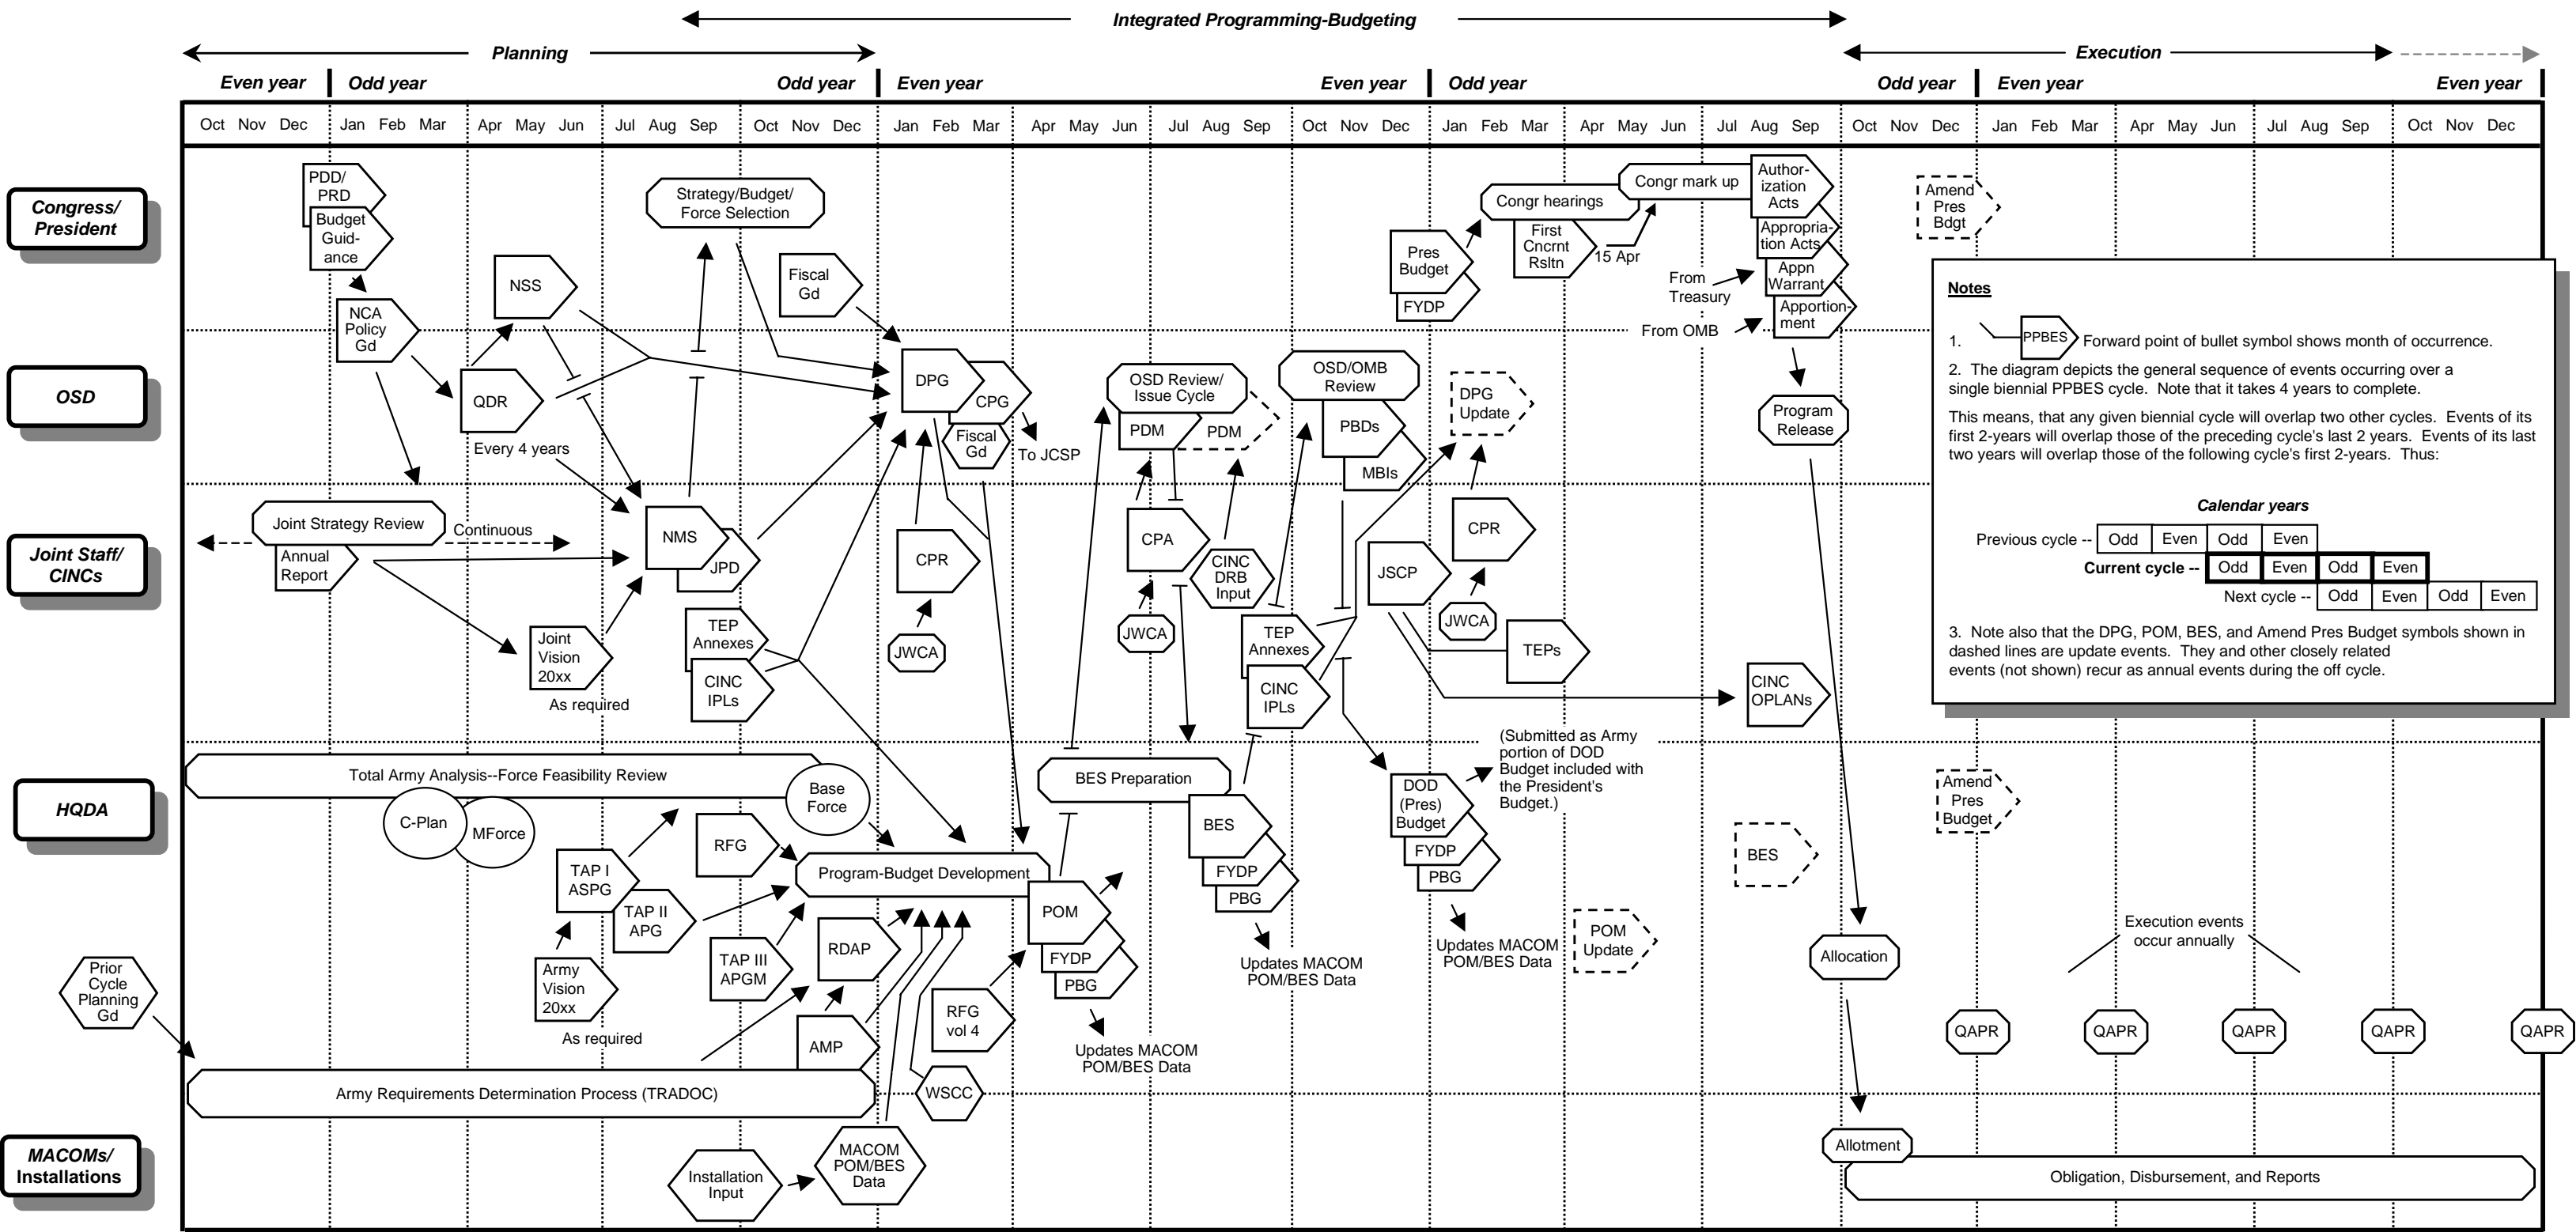 Integrated Programming-Budgeting
Planning
Execution
Even year
Odd year
Odd year
Even year
Even year
Odd year
Odd year
Even year
Even year
Oct Nov Dec Jan Feb Mar Apr May Jun Jul Aug Sep Oct Nov Dec Jan Feb Mar Apr May Jun Jul Aug Sep Oct Nov Dec Jan Feb Mar Apr May Jun Jul Aug Sep Oct Nov Dec Jan Feb Mar Apr May Jun Jul Aug Sep Oct Nov Dec
Congress/
President
PDD/
PRD
Budget
Guid-
ance
NCA
Policy
Gd
NSS
Strategy/Budget/
Force Selection
Fiscal
Gd
Pres
Budget
FYDP
Congr hearings
First
Cncrnt
Rsltn
15 Apr
Congr mark up
Author-
ization
Acts
Appropria-
tion Acts
Appn
Warrant
Apportion-
ment
From
Treasury
From OMB
Amend
Pres
Bdgt
OSD
QDR
Every 4 years
DPG
CPG
Fiscal
Gd
To JCSP
OSD Review/
Issue Cycle
PDM
PDM
OSD/OMB
Review
PBDs
MBIs
DPG
Update
Program
Release
Joint Staff/
CINCs
Joint Strategy Review
Annual
Report
Continuous
Joint
Vision
20xx
As required
NMS
JPD
TEP
Annexes
CINC
IPLs
CPR
JWCA
CPA
JWCA
CINC
DRB
Input
TEP
Annexes
CINC
IPLs
JSCP
CPR
JWCA
TEPs
CINC
OPLANs
HQDA
Total Army Analysis--Force Feasibility Review
C-Plan
MForce
Base
Force
TAP I
ASPG
TAP II
APG
Army
Vision
20xx
As required
RFG
TAP III
APGM
Program-Budget Development
RDAP
AMP
RFG
vol 4
POM
FYDP
PBG
Updates MACOM
POM/BES Data
BES Preparation
BES
FYDP
PBG
Updates MACOM
POM/BES Data
DOD
(Pres)
Budget
FYDP
PBG
Updates MACOM
POM/BES Data
(Submitted as Army
portion of DOD
Budget included with
the President's
Budget.)
POM
Update
BES
Amend
Pres
Budget
Allocation
Execution events
occur annually
QAPR
QAPR
QAPR
QAPR
QAPR
Prior
Cycle
Planning
Gd
Army Requirements Determination Process (TRADOC)
WSCC
MACOMs/
Installations
Installation
Input
MACOM
POM/BES
Data
Allotment
Obligation, Disbursement, and Reports
Notes
1. PPBES Forward point of bullet symbol shows month of occurrence.
2. The diagram depicts the general sequence of events occurring over a
single biennial PPBES cycle. Note that it takes 4 years to complete.
This means, that any given biennial cycle will overlap two other cycles. Events of its
first 2-years will overlap those of the preceding cycle's last 2 years. Events of its last
two years will overlap those of the following cycle's first 2-years. Thus:
Calendar years
Previous cycle -- Odd Even Odd Even
Current cycle -- Odd Even Odd Even
Next cycle -- Odd Even Odd Even
3. Note also that the DPG, POM, BES, and Amend Pres Budget symbols shown in
dashed lines are update events. They and other closely related
events (not shown) recur as annual events during the off cycle.